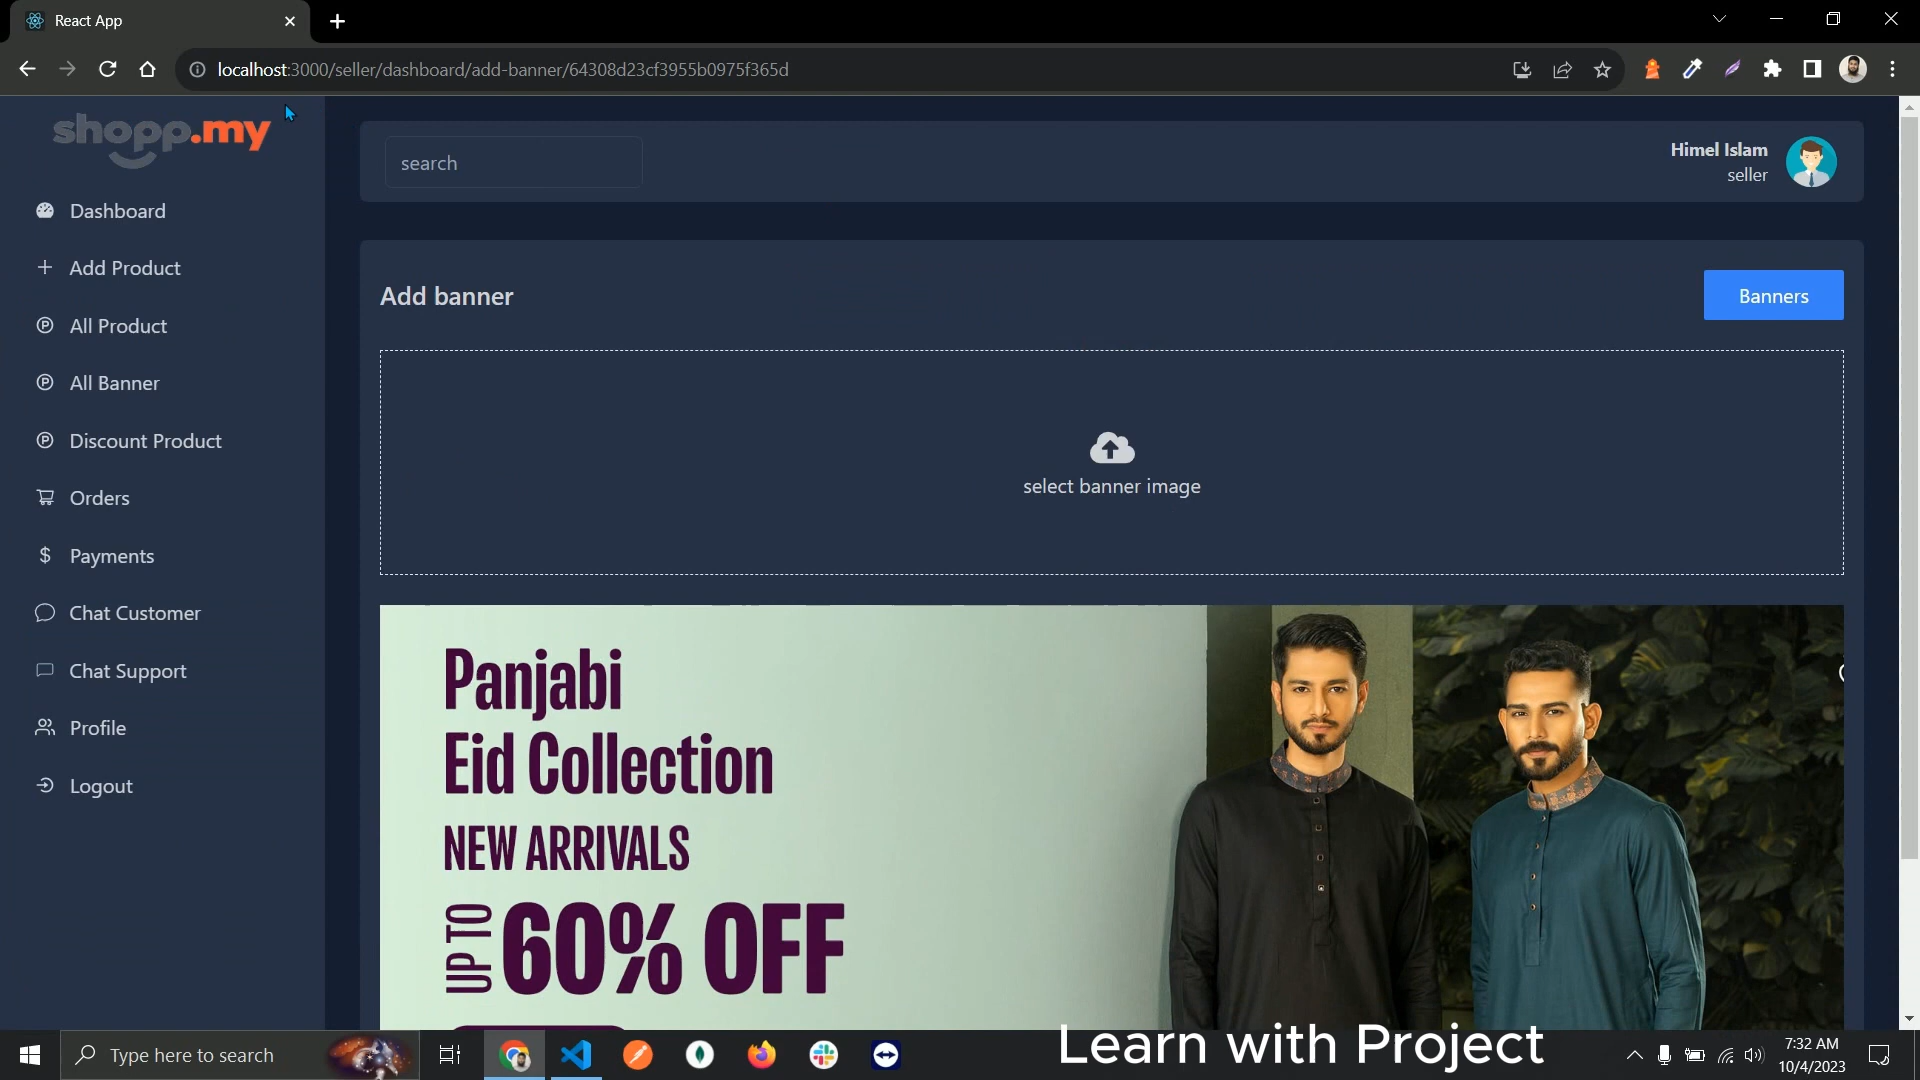 React App
localhost:3000/seller/dashboard/add-banner/64308d23cf3955b0975f365d
shopp.my
search
Himel Islam
seller
Dashboard
Add Product
All Product
All Banner
Discount Product
Orders
Payments
Chat Customer
Chat Support
Profile
Logout
Add banner
Banners
select banner image
Panjabi
Eid Collection
NEW ARRIVALS
UP TO 60% OFF
Learn with Project
Type here to search
7:32 AM
10/4/2023